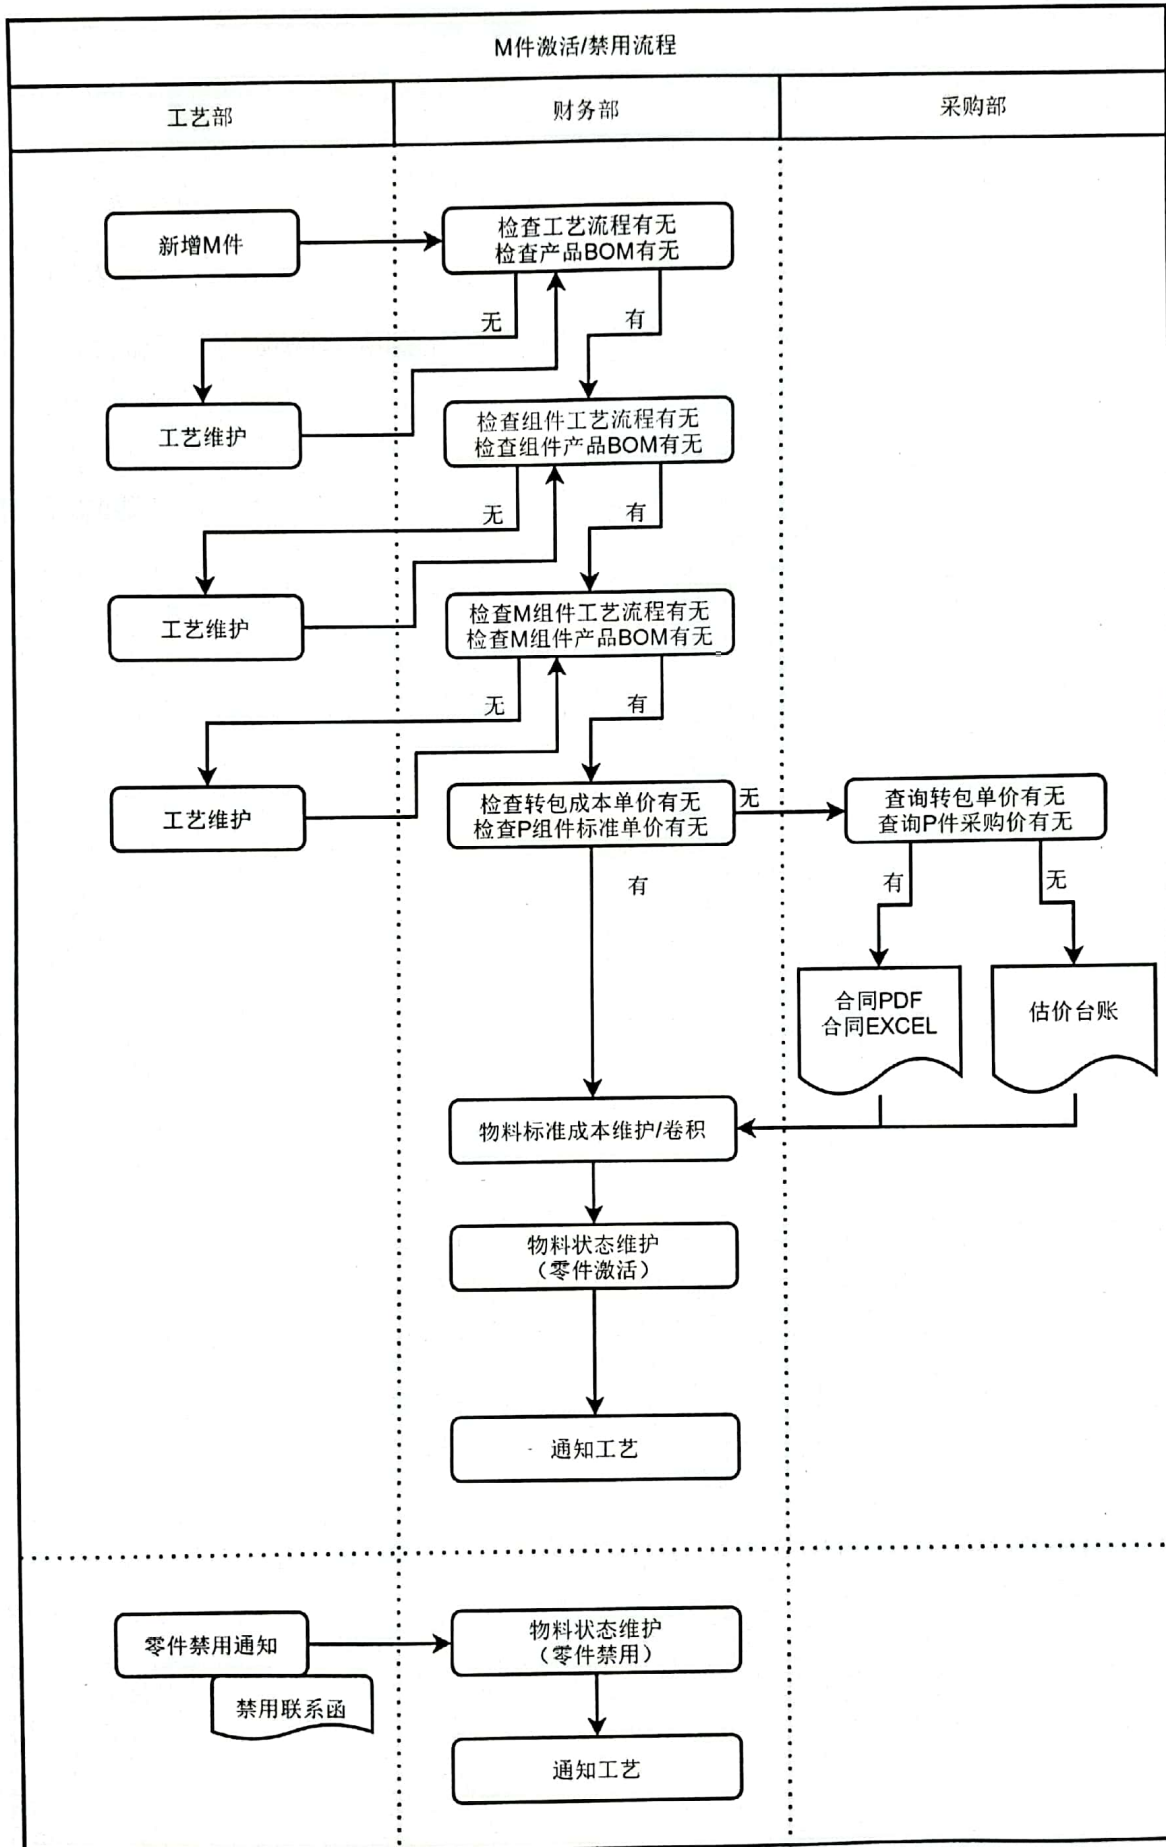 M件激活/禁用流程
工艺部
财务部
采购部
新增M件
检查工艺流程有无
检查产品BOM有无
无
有
工艺维护
检查组件工艺流程有无
检查组件产品BOM有无
无
有
工艺维护
检查M组件工艺流程有无
检查M组件产品BOM有无
无
有
工艺维护
检查转包成本单价有无
检查P组件标准单价有无
无
查询转包单价有无
查询P件采购价有无
有
有
无
合同PDF
合同EXCEL
估价台账
物料标准成本维护/卷积
物料状态维护
（零件激活）
通知工艺
零件禁用通知
禁用联系函
物料状态维护
（零件禁用）
通知工艺